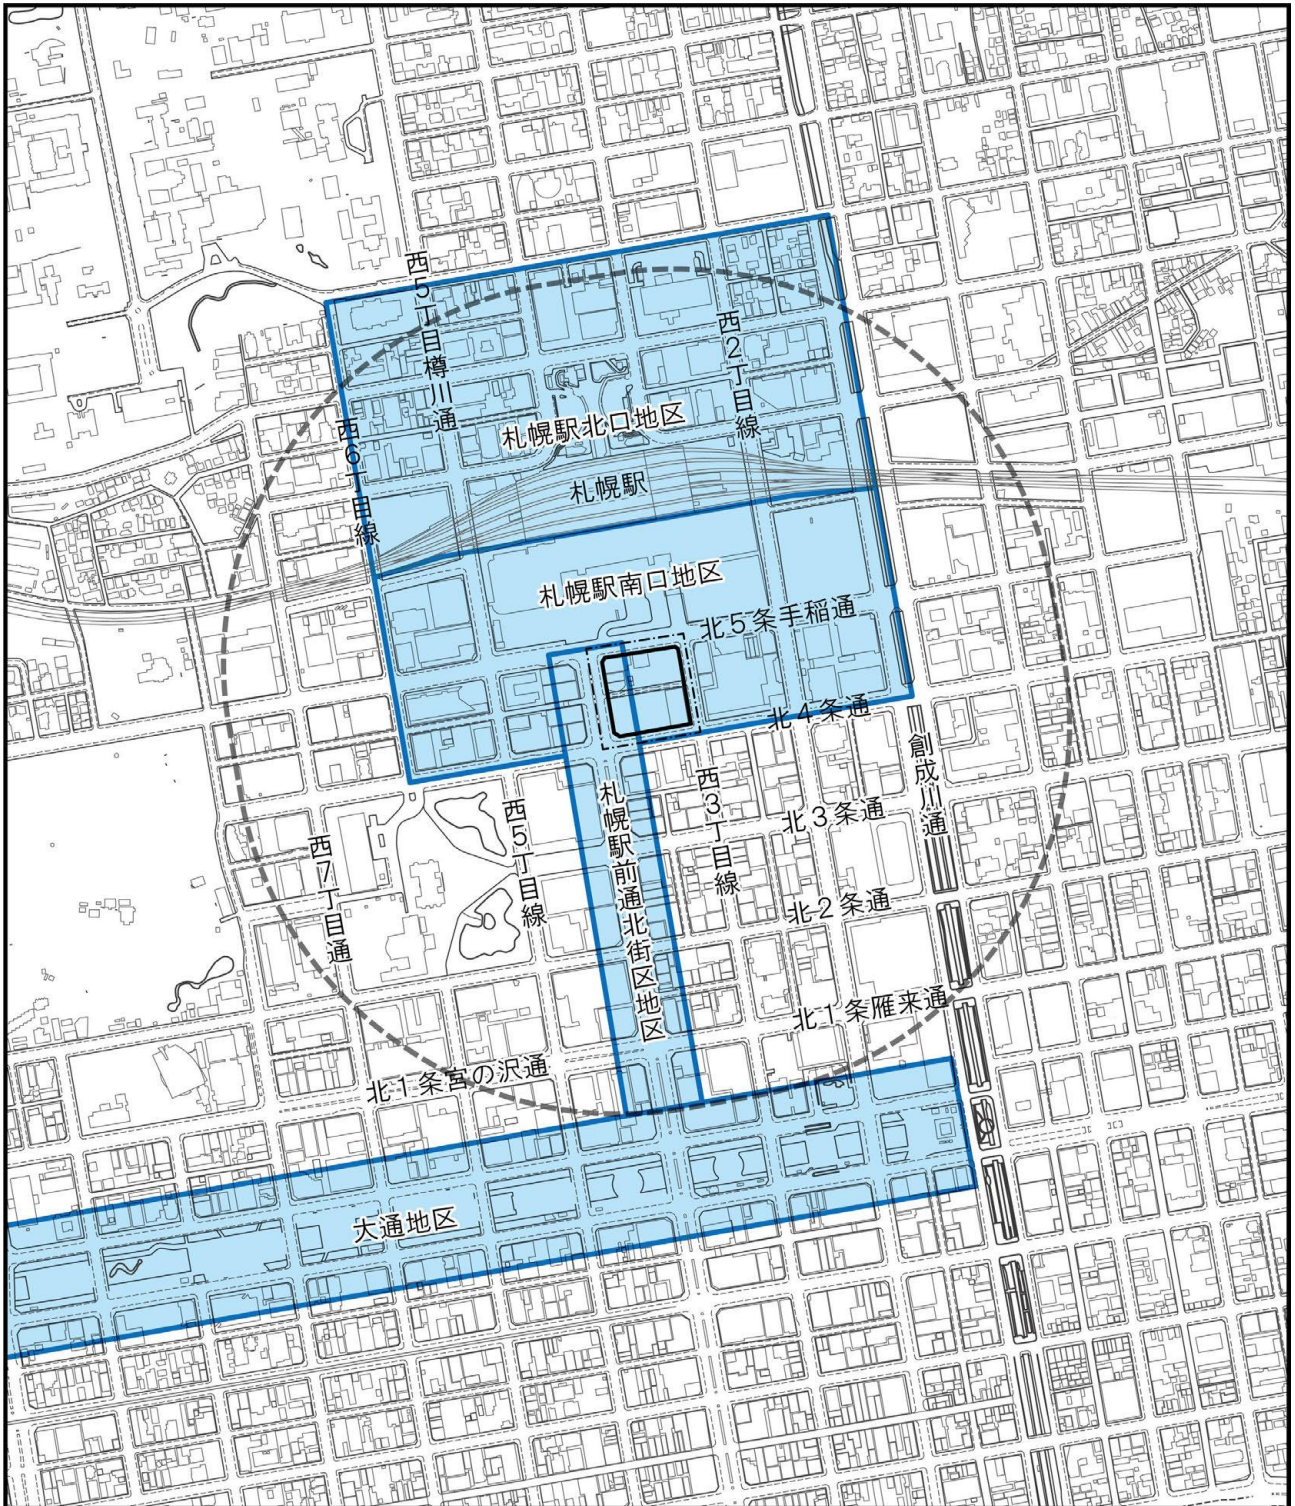 西5丁目樽川通
西2丁目線
札幌駅北口地区
西6丁目線
札幌駅
札幌駅南口地区
北5条手稲通
北4条通
創成川通
札幌駅前通北街区地区
西3丁目線
北3条通
西5丁目線
西7丁目通
北2条通
北1条雁来通
北1条宮の沢通
大通地区